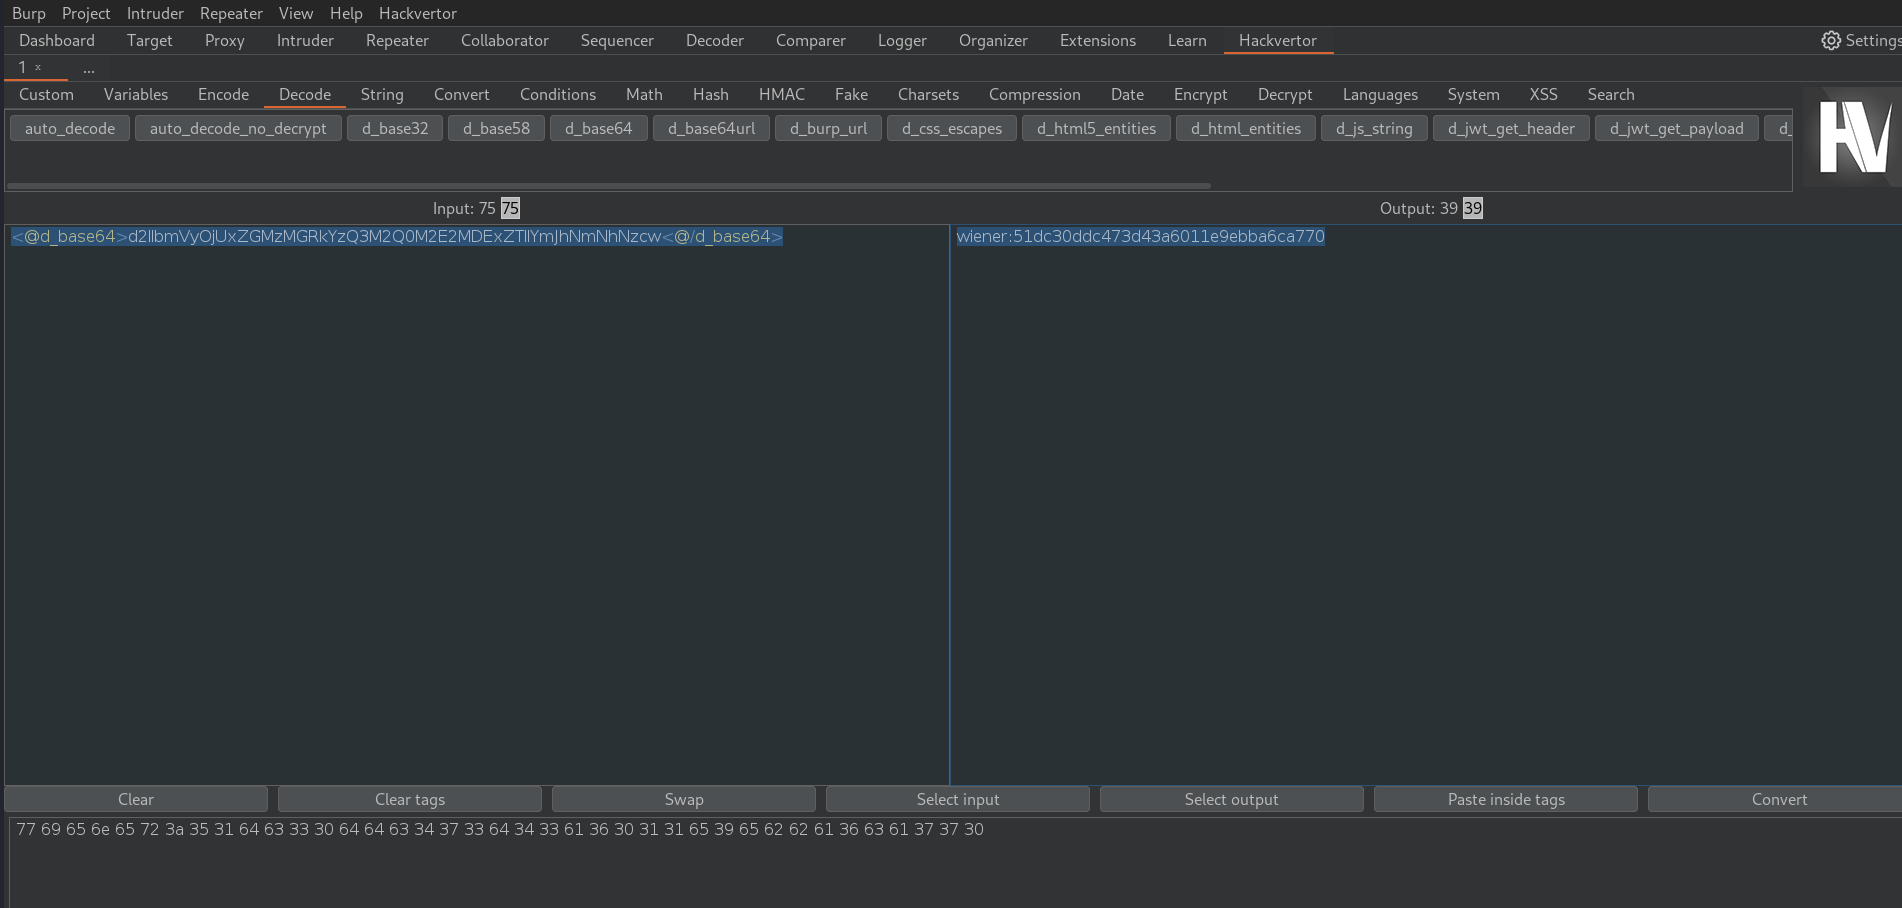 Burp Project Intruder Repeater View Help Hackvertor
Dashboard Target Proxy Intruder Repeater Collaborator Sequencer Decoder Comparer Logger Organizer Extensions Learn Hackvertor Settings
1 x ...
Custom Variables Encode Decode String Convert Conditions Math Hash HMAC Fake Charsets Compression Date Encrypt Decrypt Languages System XSS Search
auto_decode auto_decode_no_decrypt d_base32 d_base58 d_base64 d_base64url d_burp_url d_css_escapes d_html5_entities d_html_entities d_js_string d_jwt_get_header d_jwt_get_payload d_
HV
Input: 75 75 Output: 39 39
<@d_base64>d2llbmVyOjUxZGMzMGRkYzQ3M2Q0M2E2MDExZTllYmJhNmNhNzcw<@/d_base64> wiener:51dc30ddc473d43a6011e9ebba6ca770
Clear Clear tags Swap Select input Select output Paste inside tags Convert
77 69 65 6e 65 72 3a 35 31 64 63 33 30 64 64 63 34 37 33 64 34 33 61 36 30 31 31 65 39 65 62 62 61 36 63 61 37 37 30